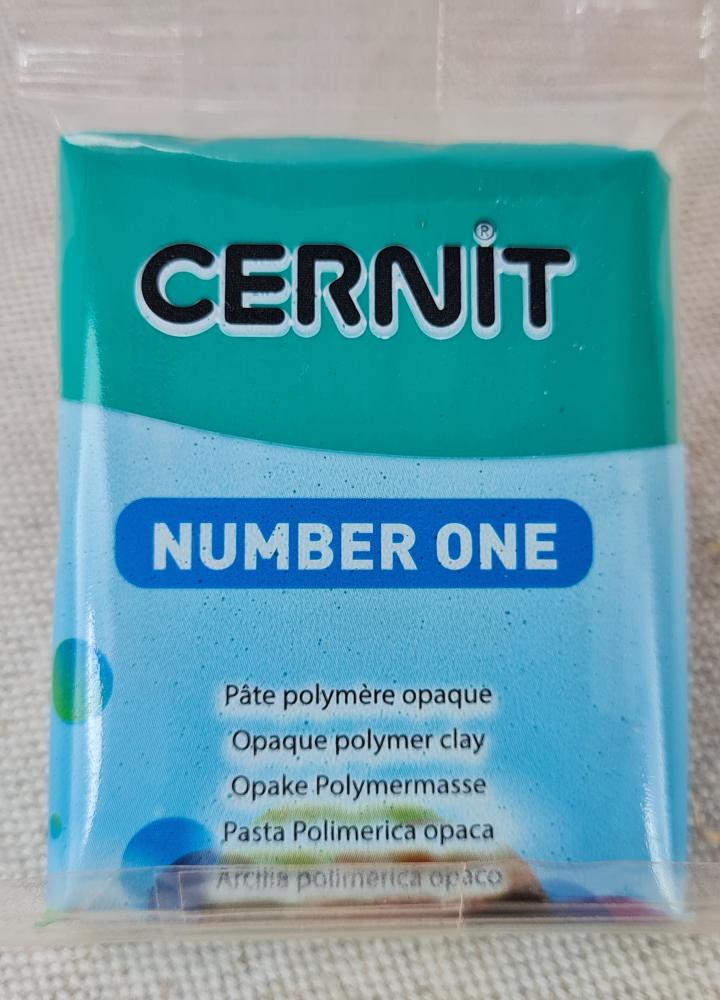 CERNiT®
NUMBER ONE
Pâte polymère opaque
Opaque polymer clay
Opake Polymermasse
Pasta Polimerica opaca
Arcilla polimerica opaco